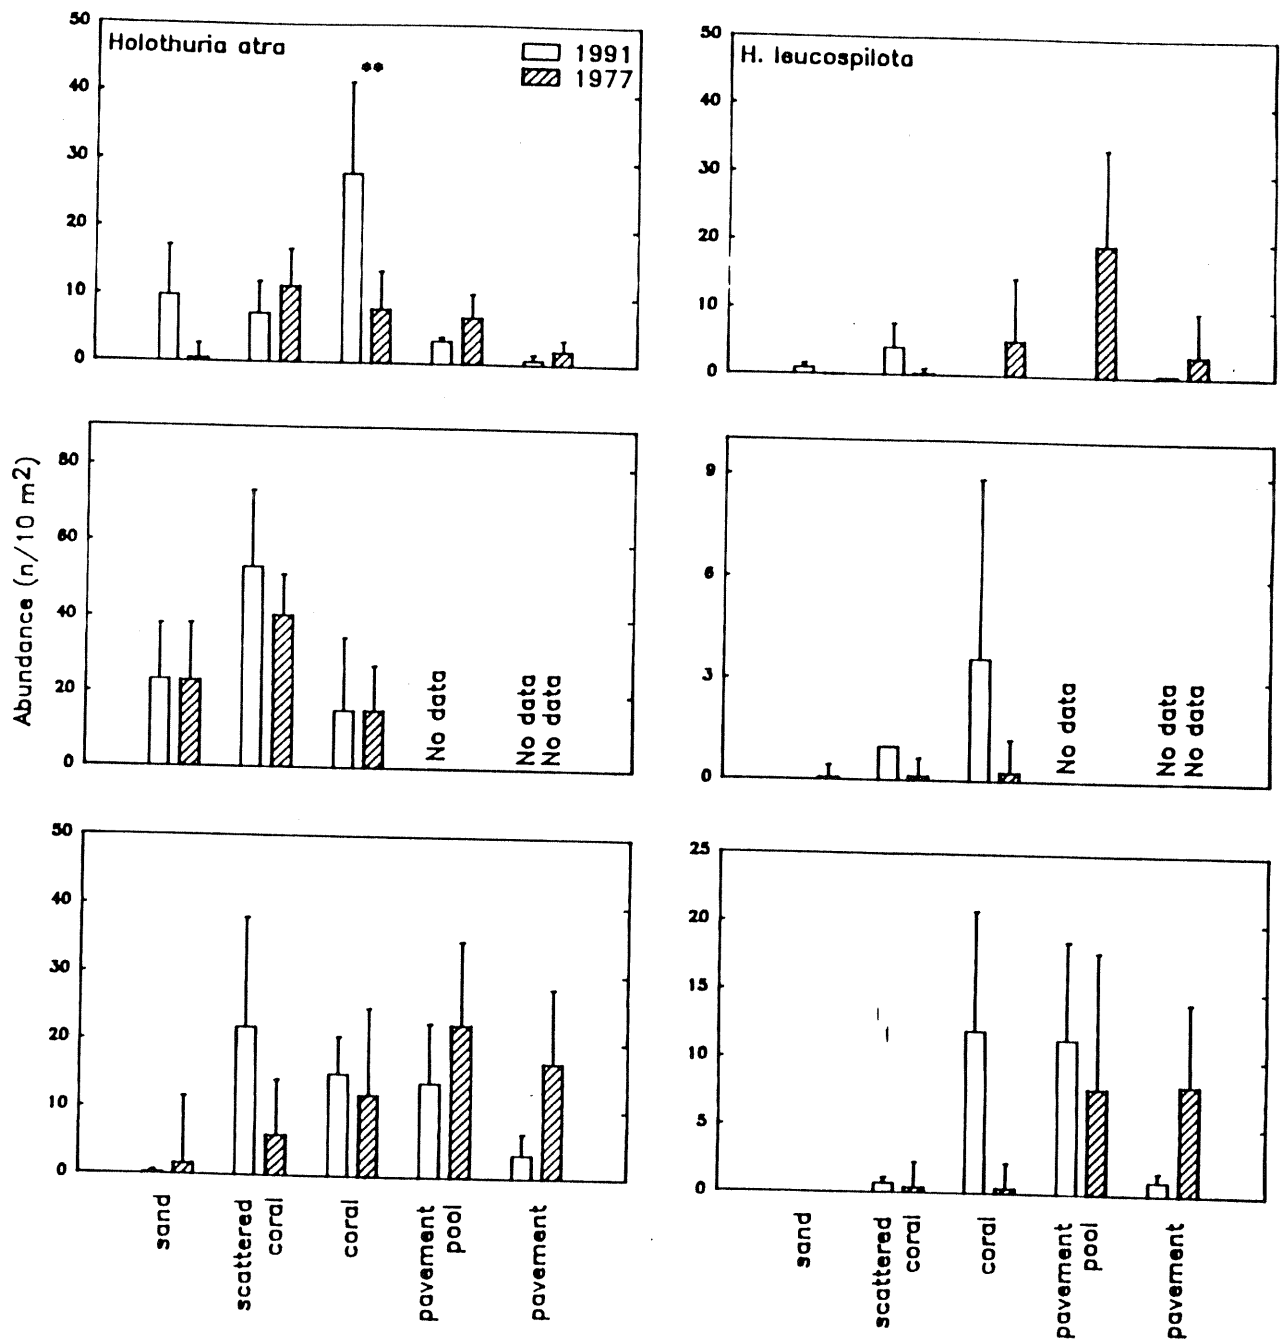 Holothuria atra
1991
1977
**
50
40
30
20
10
0
H. leucospilota
50
40
30
20
10
0
Abundance (n/10 m2)
80
60
40
20
0
No data
No data
No data
9
6
3
0
No data
No data
No data
50
40
30
20
10
0
sand
scattered
coral
coral
pavement
pool
pavement
25
20
15
10
5
0
sand
scattered
coral
coral
pavement
pool
pavement